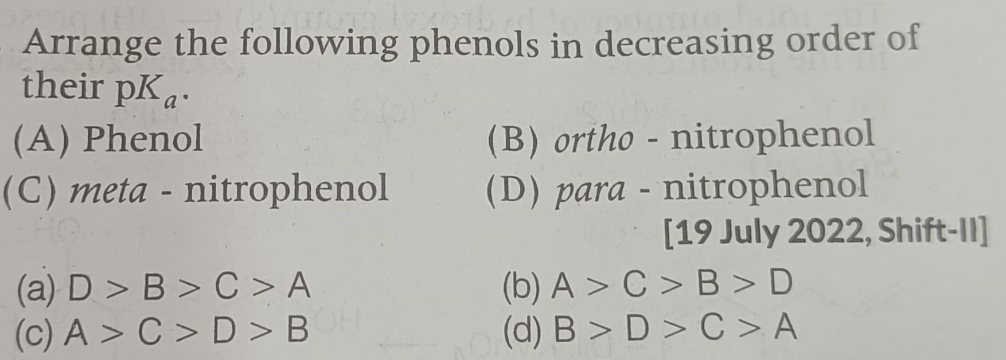 Arrange the following phenols in decreasing order of
their pKₐ.
(A) Phenol (B) ortho - nitrophenol
(C) meta - nitrophenol (D) para - nitrophenol
[19 July 2022, Shift-II]
(a) D > B > C > A (b) A > C > B > D
(c) A > C > D > B (d) B > D > C > A